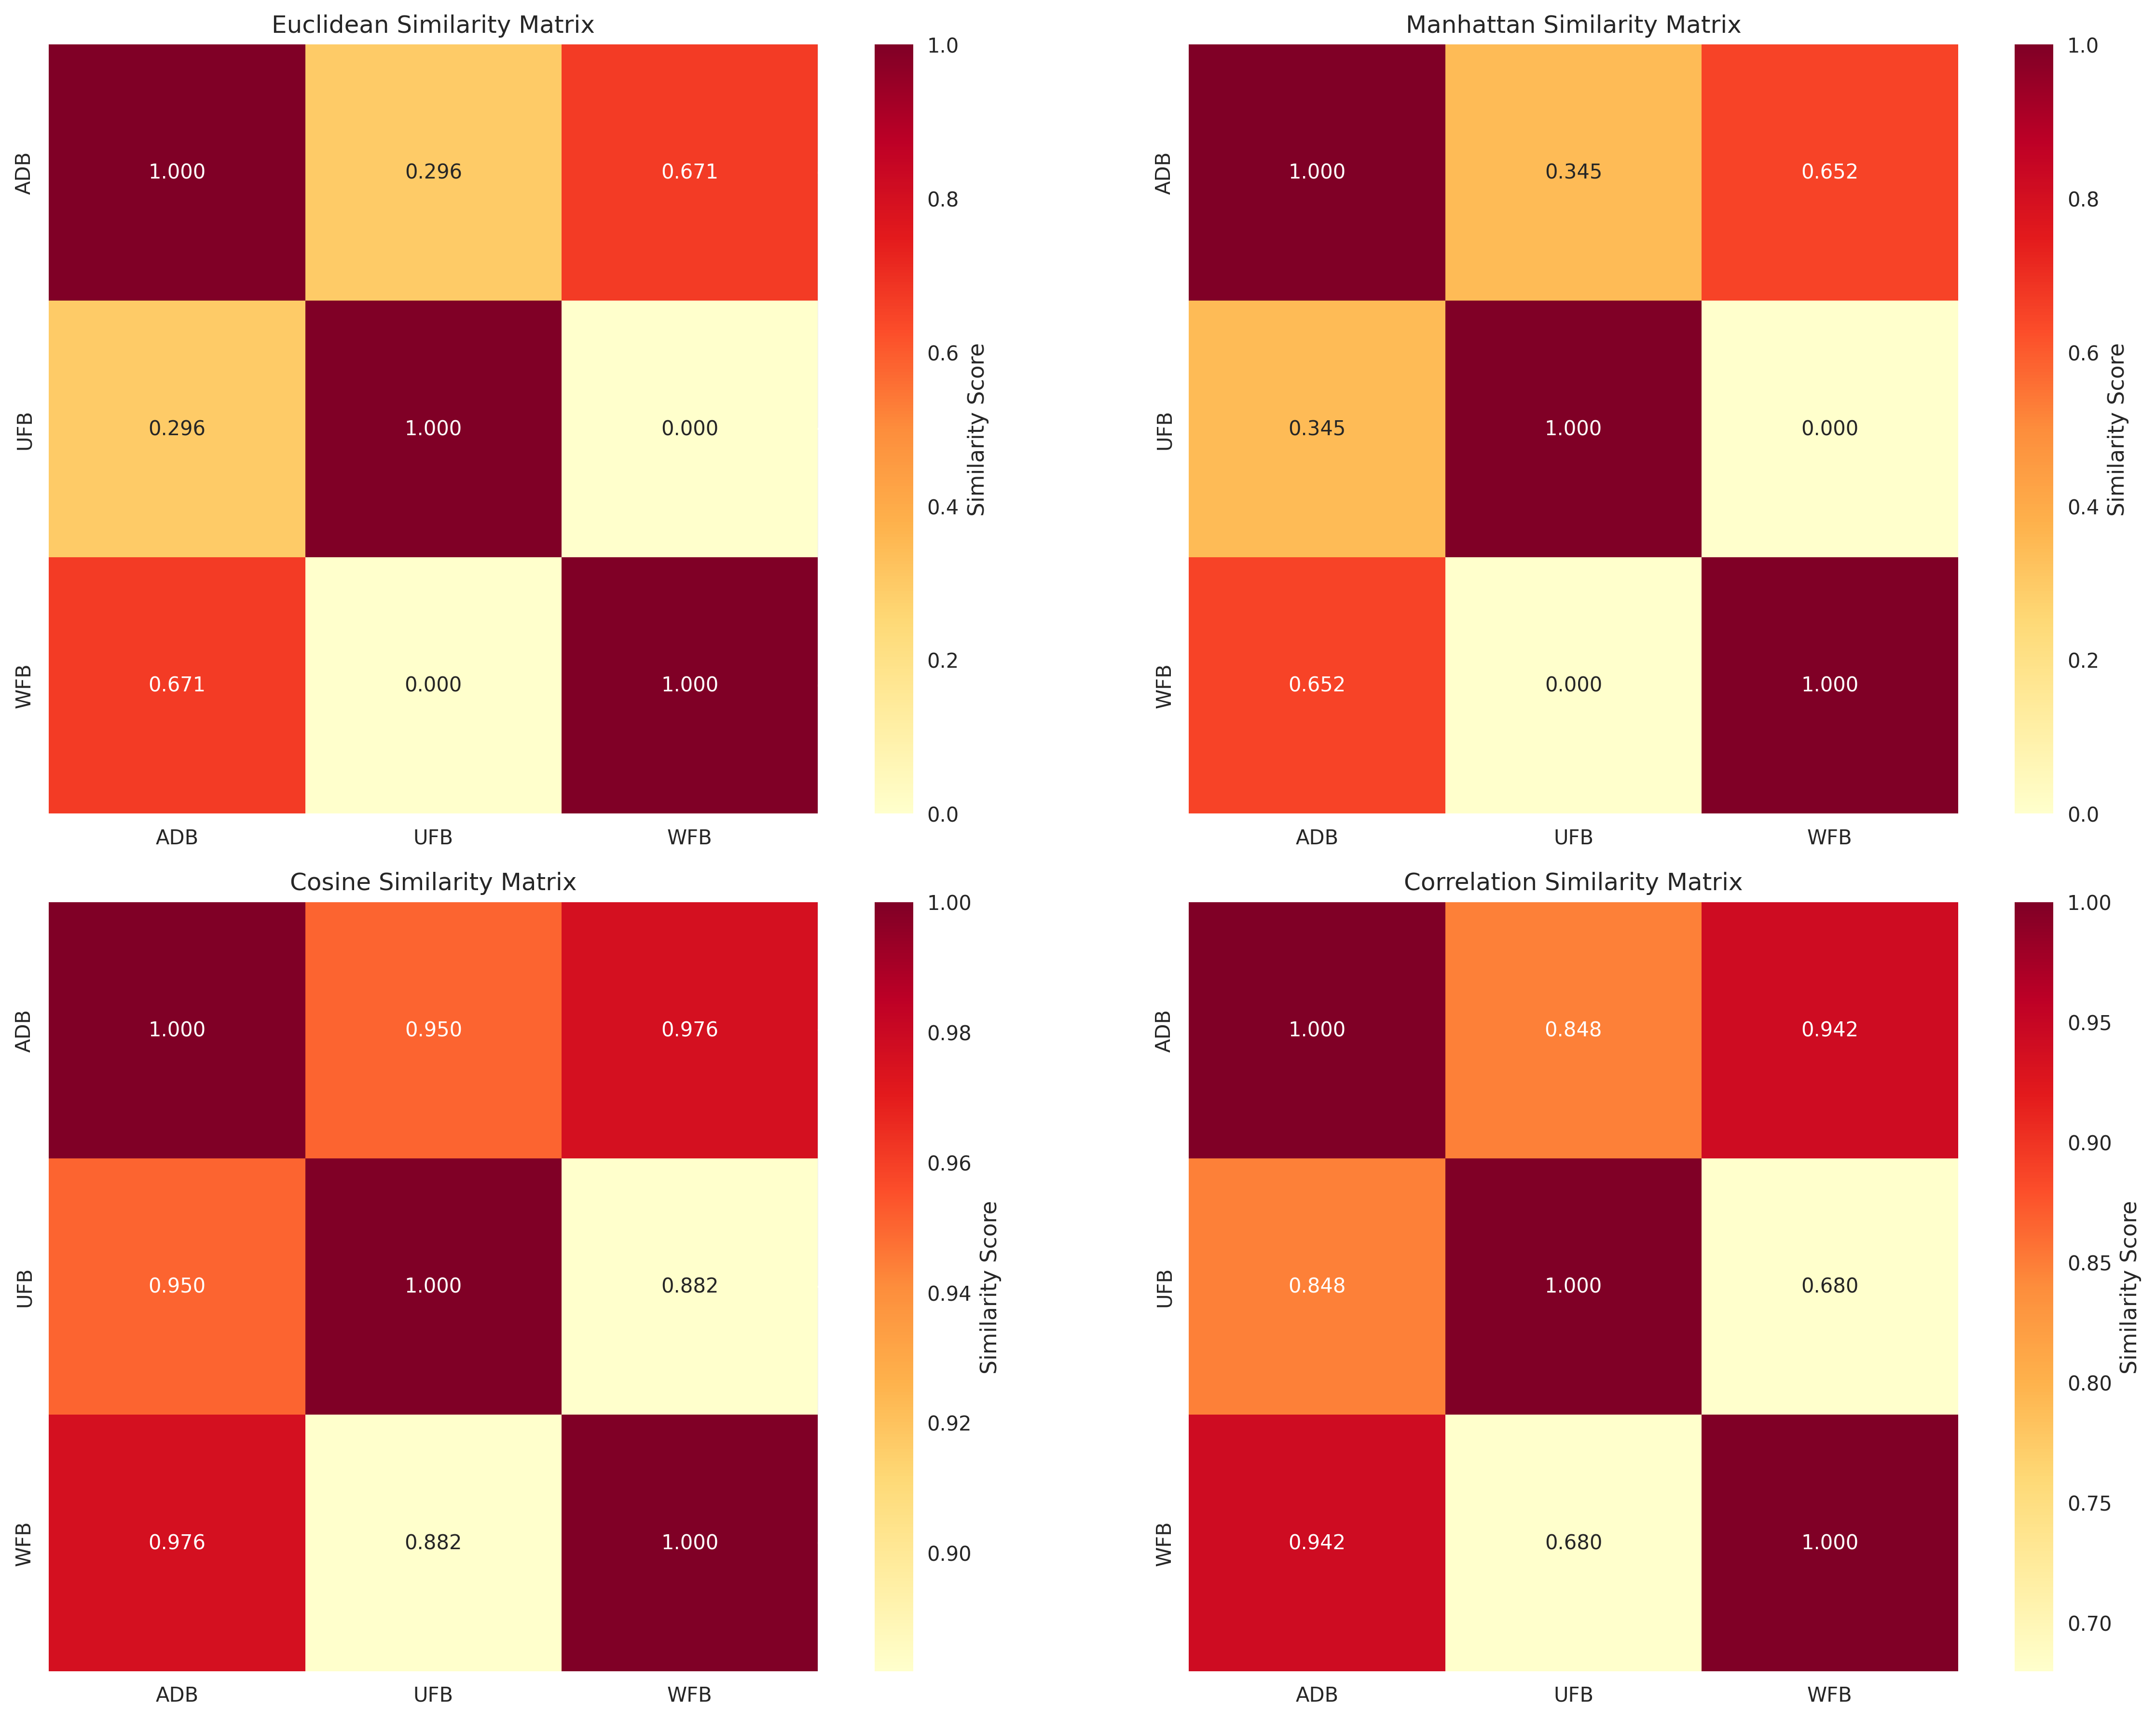 Euclidean Similarity Matrix
ADB 1.000 0.296 0.671
UFB 0.296 1.000 0.000
WFB 0.671 0.000 1.000
ADB UFB WFB
1.0
0.8
0.6
0.4
0.2
0.0
Similarity Score
Manhattan Similarity Matrix
ADB 1.000 0.345 0.652
UFB 0.345 1.000 0.000
WFB 0.652 0.000 1.000
ADB UFB WFB
1.0
0.8
0.6
0.4
0.2
0.0
Similarity Score
Cosine Similarity Matrix
ADB 1.000 0.950 0.976
UFB 0.950 1.000 0.882
WFB 0.976 0.882 1.000
ADB UFB WFB
1.00
0.98
0.96
0.94
0.92
0.90
Similarity Score
Correlation Similarity Matrix
ADB 1.000 0.848 0.942
UFB 0.848 1.000 0.680
WFB 0.942 0.680 1.000
ADB UFB WFB
1.00
0.95
0.90
0.85
0.80
0.75
0.70
Similarity Score